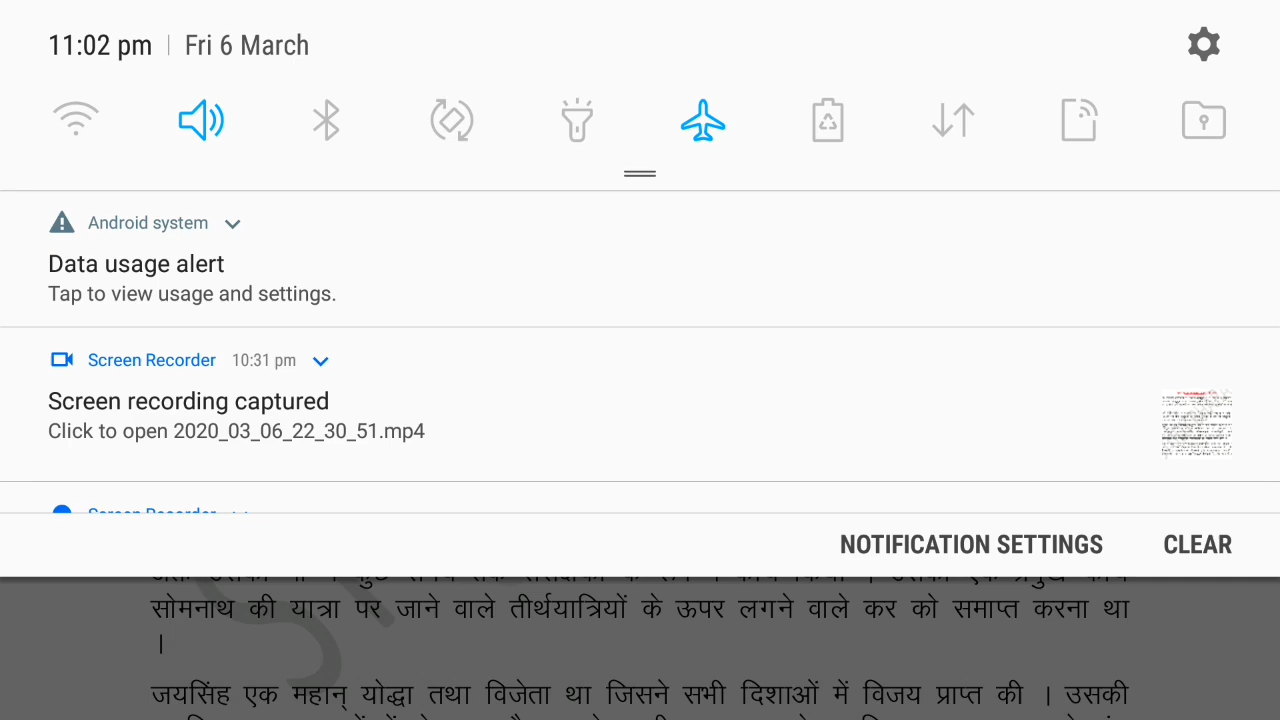 11:02 pm | Fri 6 March
Android system
Data usage alert
Tap to view usage and settings.
Screen Recorder 10:31 pm
Screen recording captured
Click to open 2020_03_06_22_30_51.mp4
Screen Recorder
NOTIFICATION SETTINGS CLEAR
सोमनाथ की यात्रा पर जाने वाले तीर्थयात्रियों के ऊपर लगने वाले कर को समाप्त करना था
।
जयसिंह एक महान् योद्धा तथा विजेता था जिसने सभी दिशाओं में विजय प्राप्त की । उसकी